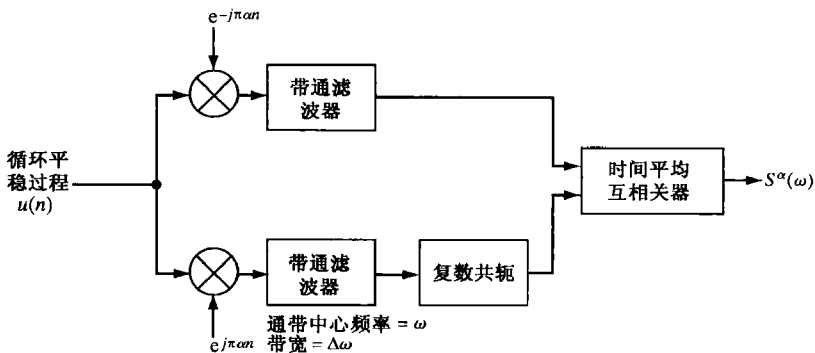 e^{-jπαn}
带通滤
波器
循环平
稳过程
u(n)
时间平均
互相关器
S^α(ω)
带通滤
波器
复数共轭
通带中心频率 = ω
带宽 = Δω
e^{jπαn}